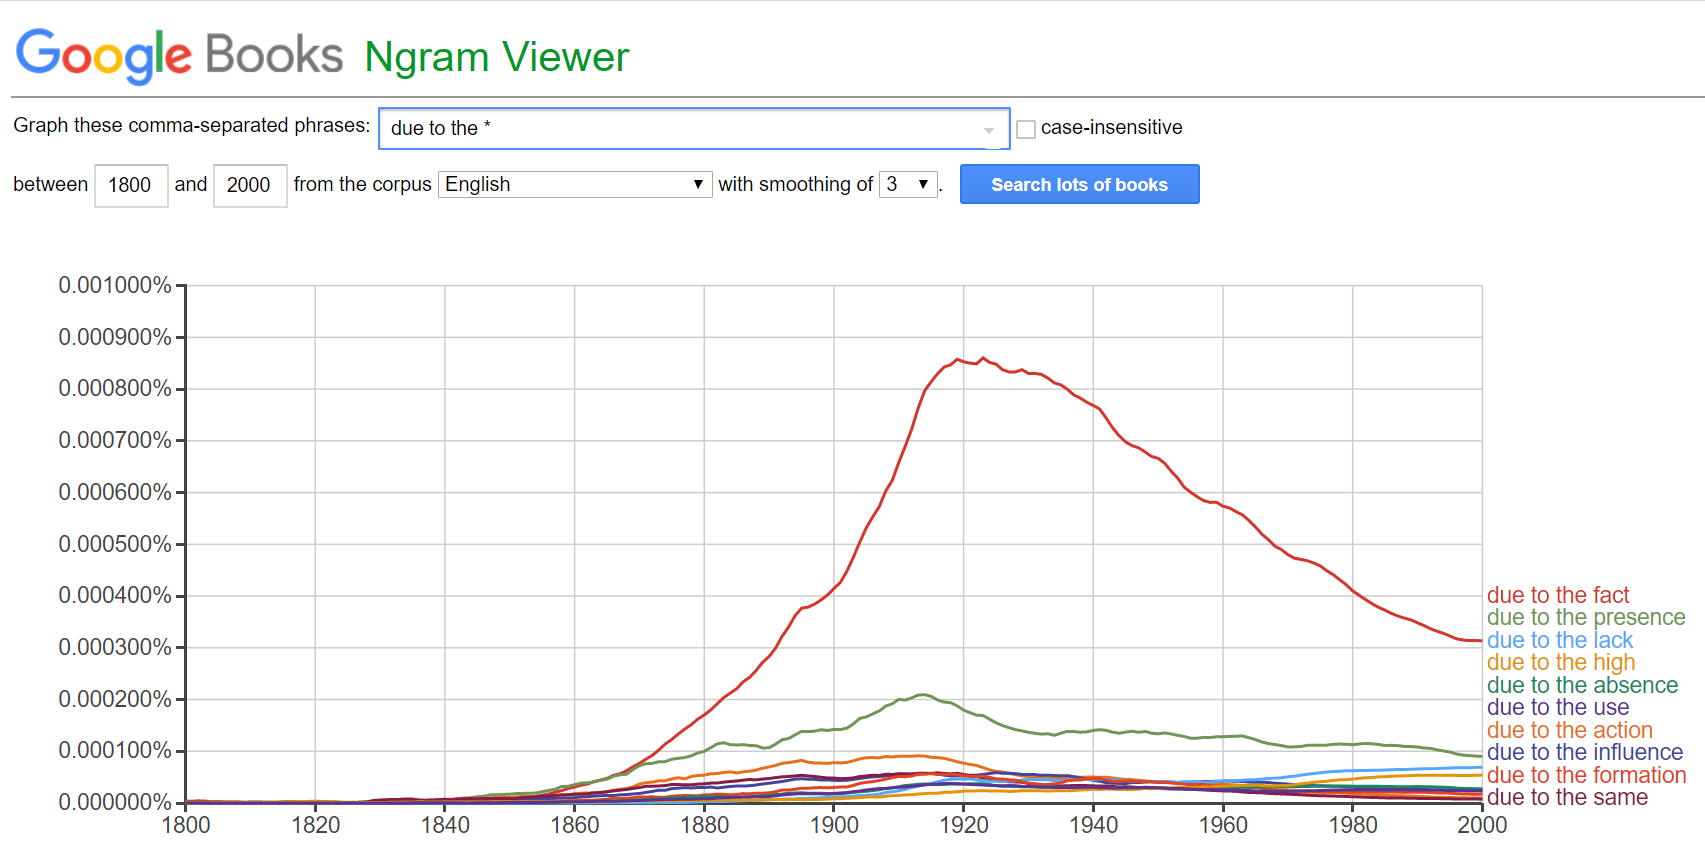 Google Books Ngram Viewer
Graph these comma-separated phrases: due to the * case-insensitive
between 1800 and 2000 from the corpus English with smoothing of 3 . Search lots of books
0.001000%
0.000900%
0.000800%
0.000700%
0.000600%
0.000500%
0.000400%
0.000300%
0.000200%
0.000100%
0.000000%
due to the fact
due to the presence
due to the lack
due to the high
due to the absence
due to the use
due to the action
due to the influence
due to the formation
due to the same
1800 1820 1840 1860 1880 1900 1920 1940 1960 1980 2000